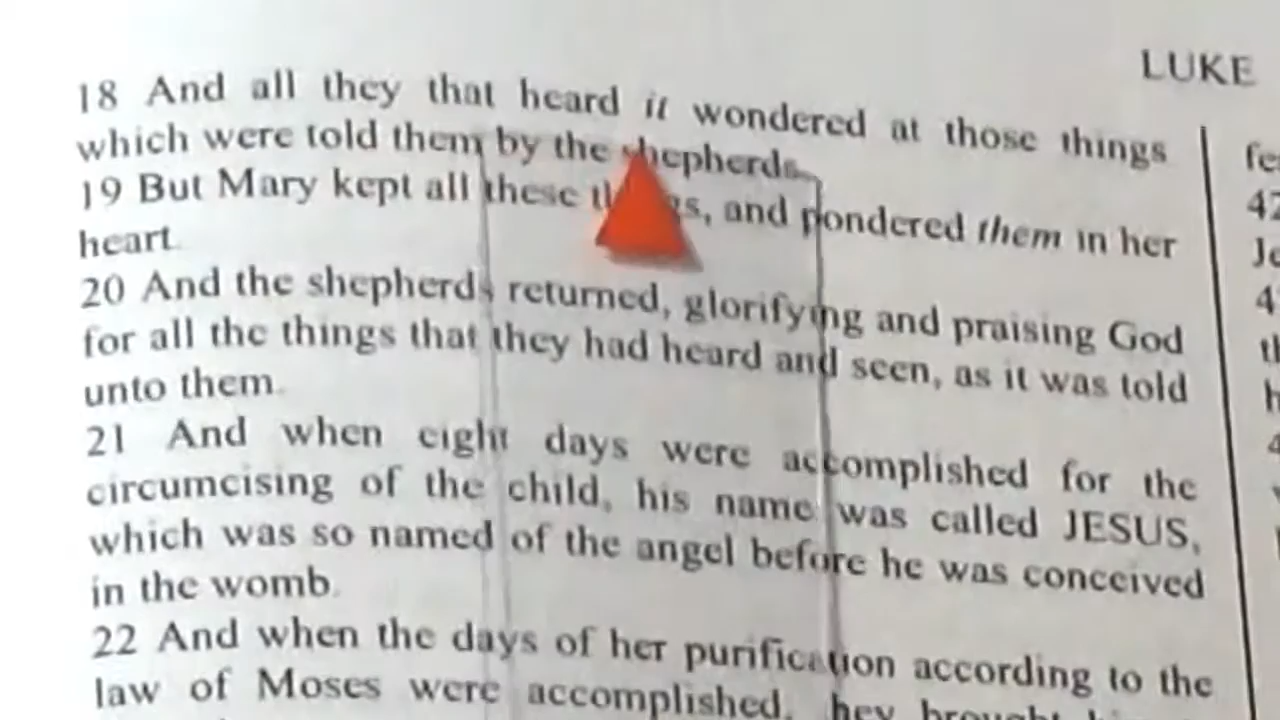 LUKE
18 And all they that heard it wondered at those things
which were told them by the shepherds.
19 But Mary kept all these things, and pondered them in her
heart.
20 And the shepherds returned, glorifying and praising God
for all the things that they had heard and seen, as it was told
unto them.
21 And when eight days were accomplished for the
circumcising of the child, his name was called JESUS,
which was so named of the angel before he was conceived
in the womb.
22 And when the days of her purification according to the
law of Moses were accomplished, they brought